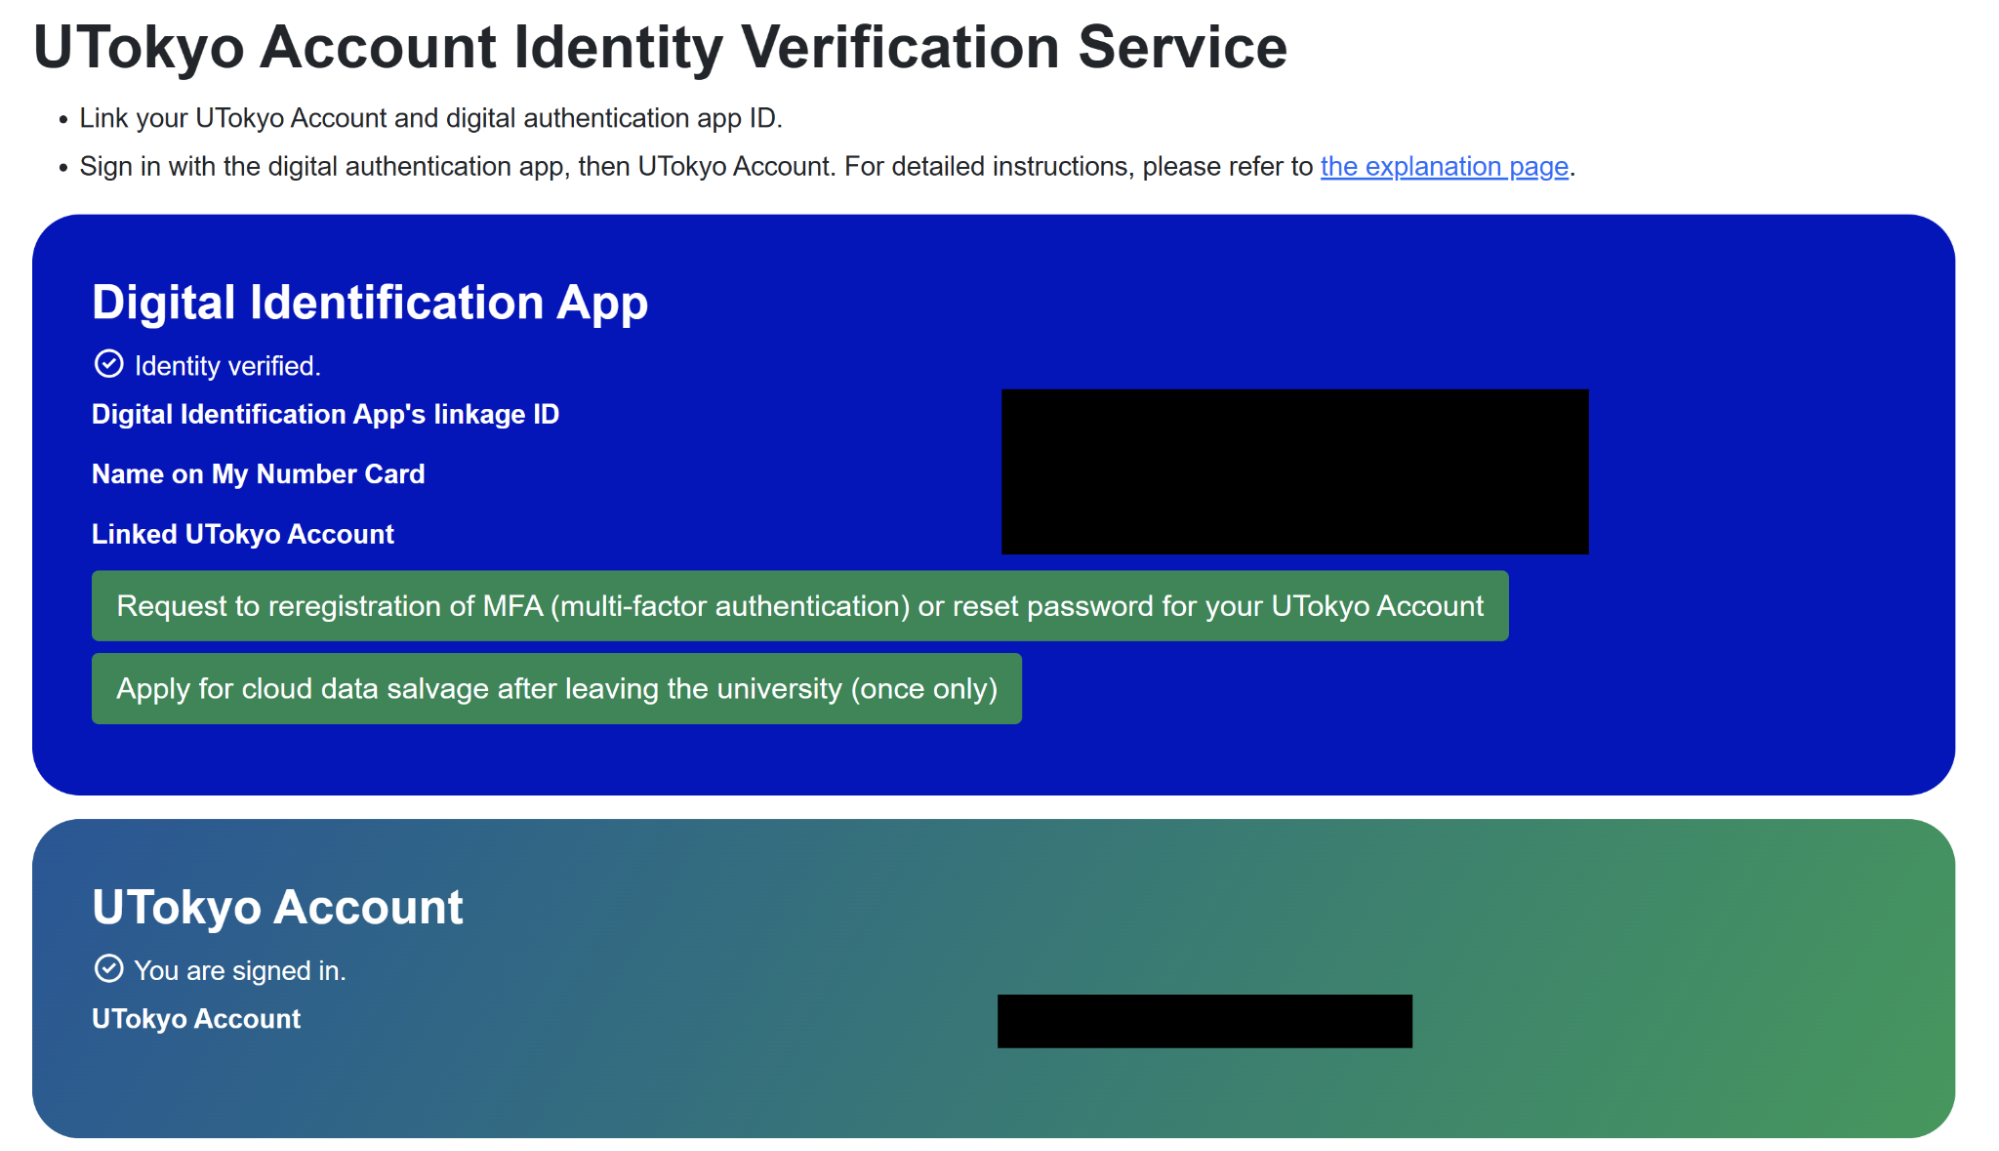 UTokyo Account Identity Verification Service
• Link your UTokyo Account and digital authentication app ID.
• Sign in with the digital authentication app, then UTokyo Account. For detailed instructions, please refer to the explanation page.
Digital Identification App
Identity verified.
Digital Identification App's linkage ID
Name on My Number Card
Linked UTokyo Account
Request to reregistration of MFA (multi-factor authentication) or reset password for your UTokyo Account
Apply for cloud data salvage after leaving the university (once only)
UTokyo Account
You are signed in.
UTokyo Account